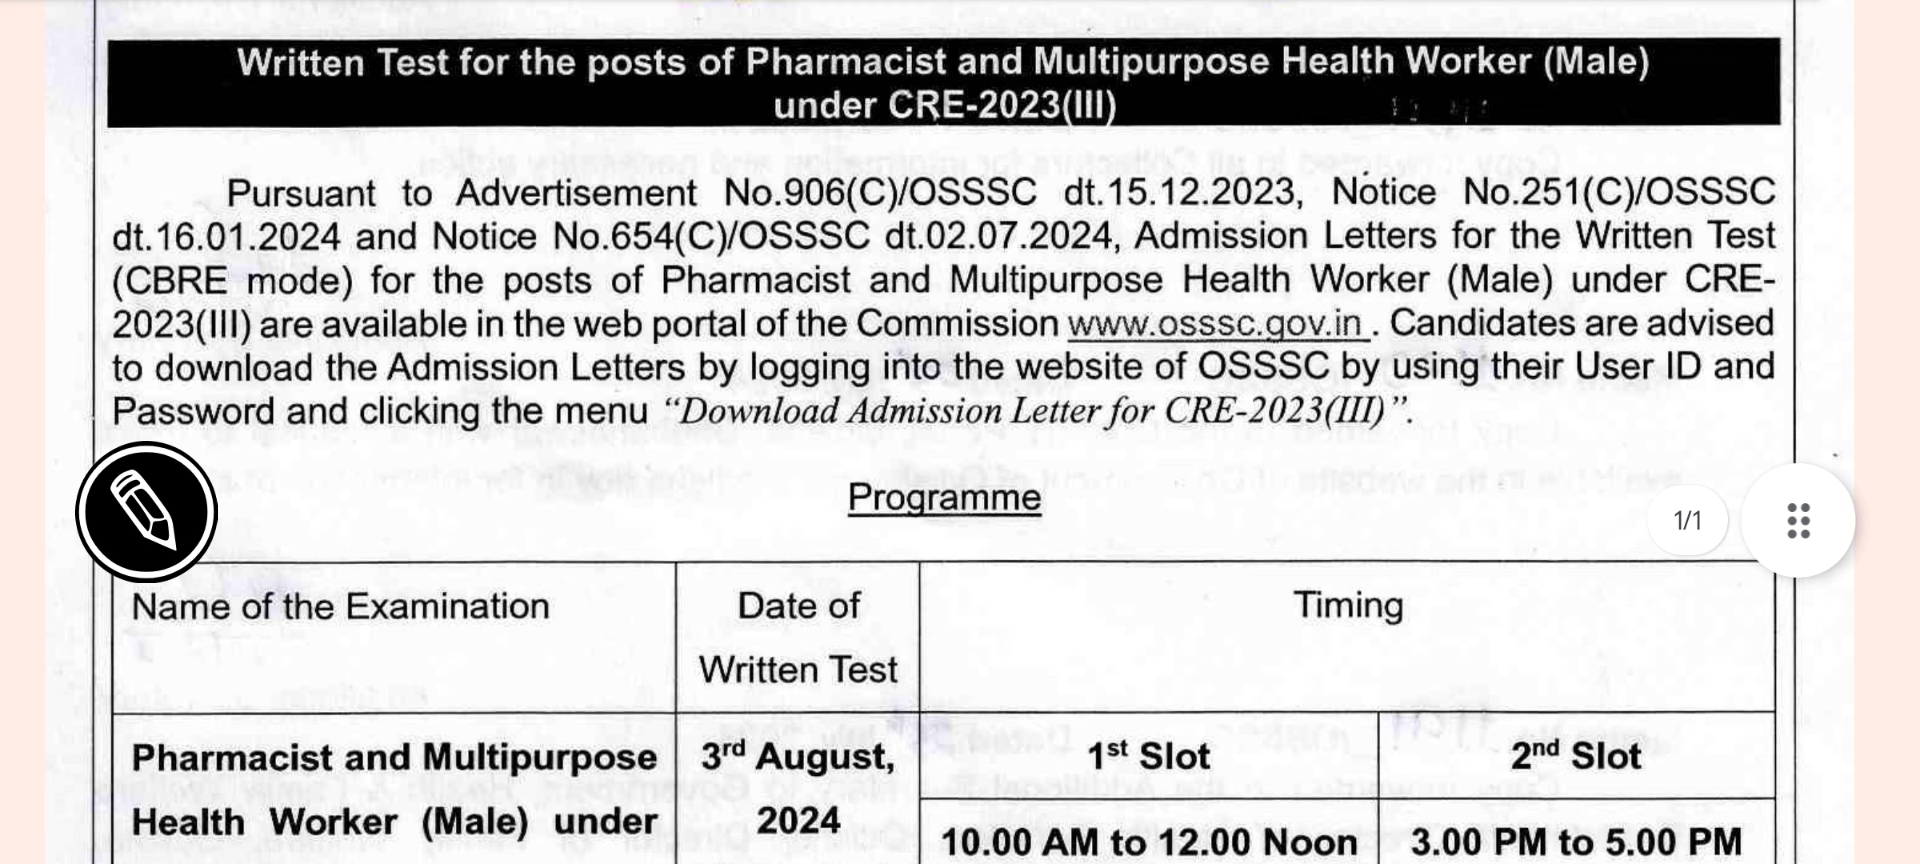 Written Test for the posts of Pharmacist and Multipurpose Health Worker (Male)
under CRE-2023(III)
Pursuant to Advertisement No.906(C)/OSSSC dt.15.12.2023, Notice No.251(C)/OSSSC
dt.16.01.2024 and Notice No.654(C)/OSSSC dt.02.07.2024, Admission Letters for the Written Test
(CBRE mode) for the posts of Pharmacist and Multipurpose Health Worker (Male) under CRE-
2023(III) are available in the web portal of the Commission www.osssc.gov.in . Candidates are advised
to download the Admission Letters by logging into the website of OSSSC by using their User ID and
Password and clicking the menu “Download Admission Letter for CRE-2023(III)”.
Programme
1/1
Name of the Examination
Date of
Written Test
Timing
Pharmacist and Multipurpose
Health Worker (Male) under
3rd August,
2024
1st Slot
2nd Slot
10.00 AM to 12.00 Noon
3.00 PM to 5.00 PM